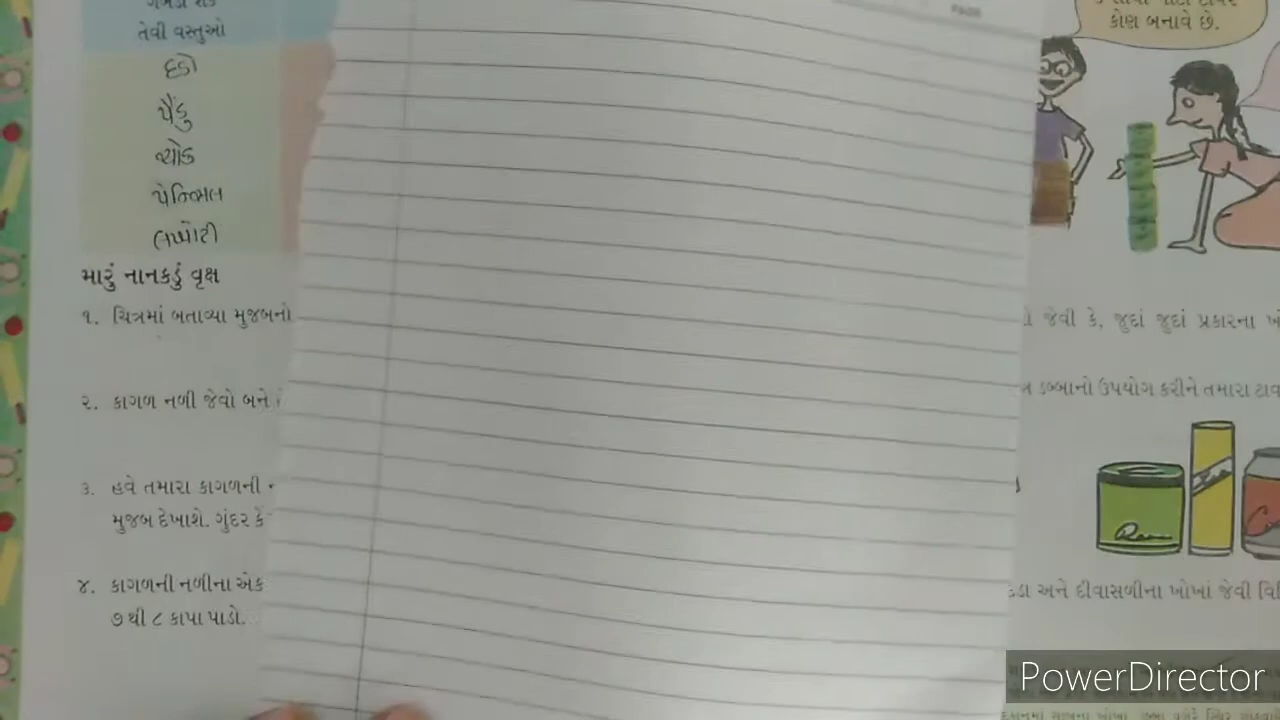 તેવી વસ્તુઓ
દડો
પૈંડુ
ચોક
પેન્સિલ
લખોટી
મારું નાનકડું વૃક્ષ
૧. ચિત્રમાં બતાવ્યા મુજબનો
૨. કાગળ નળી જેવો બને
૩. હવે તમારા કાગળની
મુજબ દેખાશે. ગુંદર કે
૪. કાગળની નળીના એક
૭ થી ૮ કાપા પાડો.
PAGE
કોણ બનાવે છે.
જેવી કે, જુદાં જુદાં પ્રકારના
ડબ્બાનો ઉપયોગ કરીને તમારા
અને દીવાસળીના ખોખાં જેવી
PowerDirector